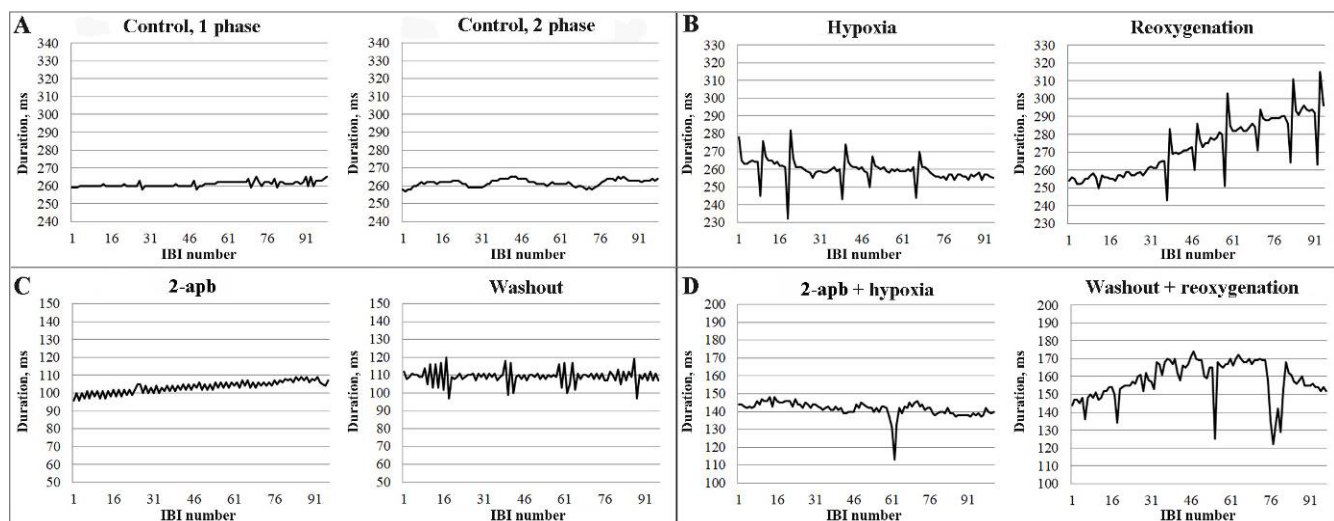 A
Control, 1 phase
Duration, ms
340
330
320
310
300
290
280
270
260
250
240
1 16 31 46 61 76 91
IBI number
Control, 2 phase
Duration, ms
340
330
320
310
300
290
280
270
260
250
240
1 16 31 46 61 76 91
IBI number
B
Hypoxia
Duration, ms
330
320
310
300
290
280
270
260
250
240
230
1 16 31 46 61 76 91
IBI number
Reoxygenation
Duration, ms
330
320
310
300
290
280
270
260
250
240
230
1 16 31 46 61 76 91
IBI number
C
2-apb
Duration, ms
150
140
130
120
110
100
90
80
70
60
50
1 16 31 46 61 76 91
IBI number
Washout
Duration, ms
150
140
130
120
110
100
90
80
70
60
50
1 16 31 46 61 76 91
IBI number
D
2-apb + hypoxia
Duration, ms
200
190
180
170
160
150
140
130
120
110
100
1 16 31 46 61 76 91
IBI number
Washout + reoxygenation
Duration, ms
200
190
180
170
160
150
140
130
120
110
100
1 16 31 46 61 76 91
IBI number